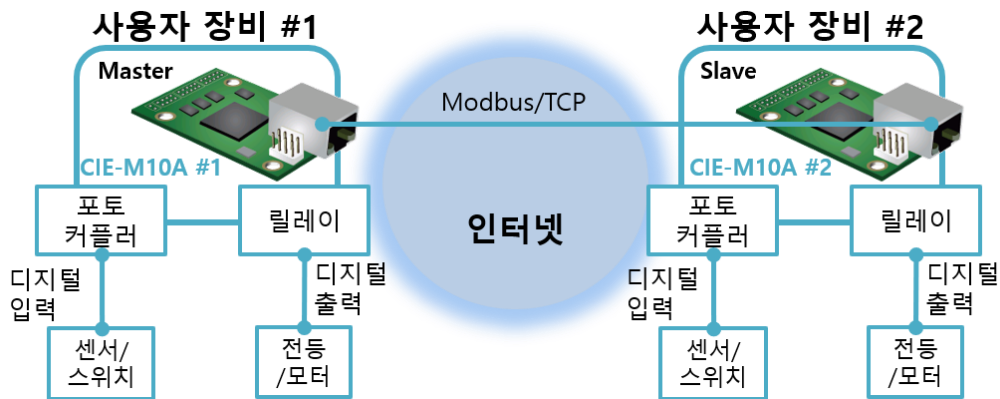 사용자 장비 #1
사용자 장비 #2
Master
Slave
Modbus/TCP
CIE-M10A #1
CIE-M10A #2
포토
커플러
릴레이
인터넷
포토
커플러
릴레이
디지털
입력
디지털
출력
디지털
입력
디지털
출력
센서/
스위치
전등
/모터
센서/
스위치
전등
/모터